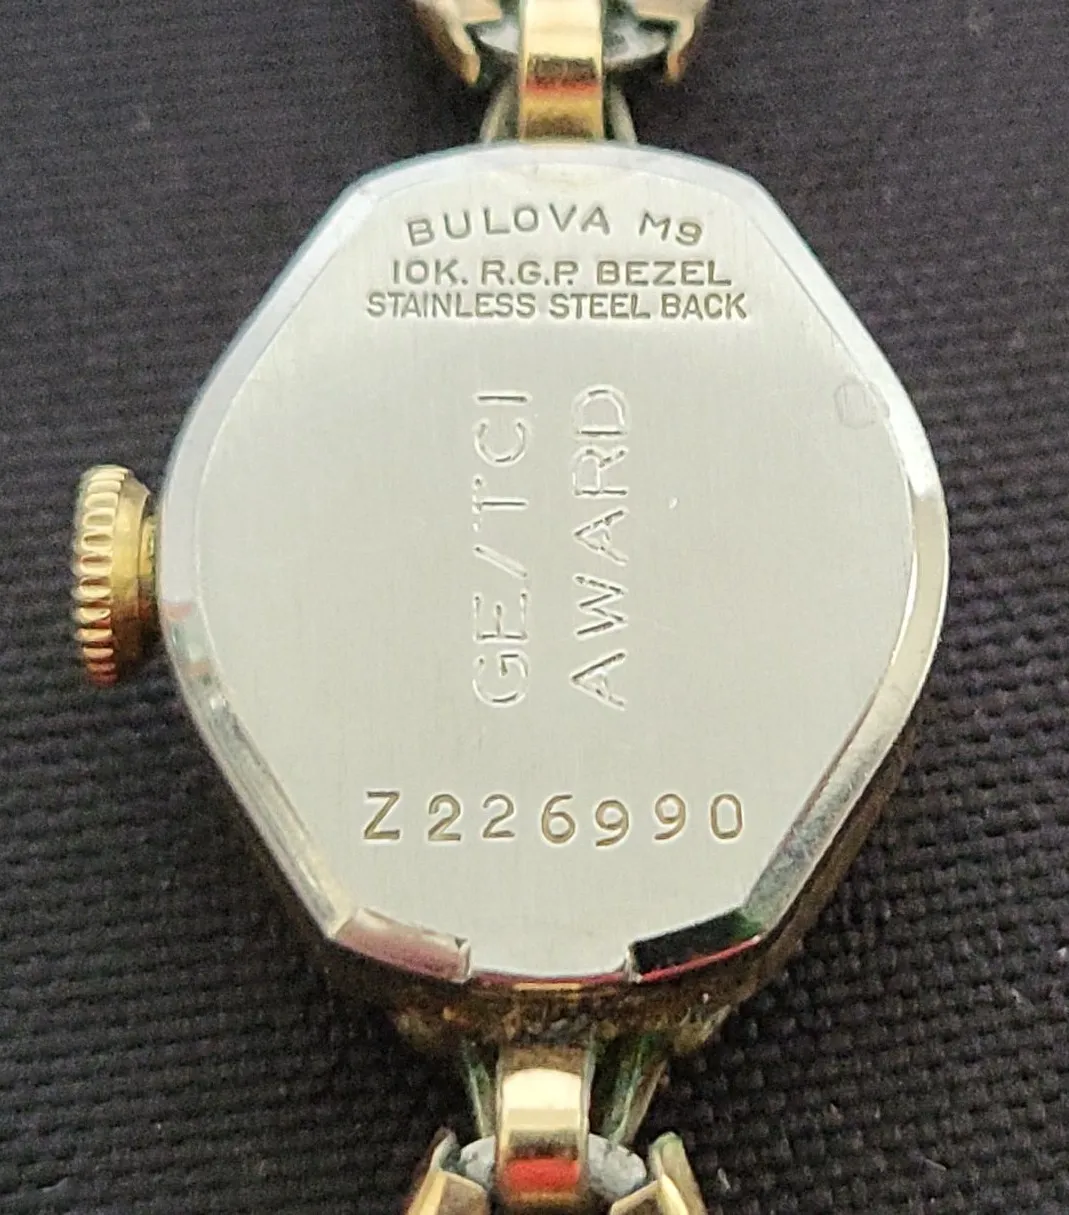 BULOVA M9
10K. R.G.P. BEZEL
STAINLESS STEEL BACK
GE/TCI
AWARD
Z226990